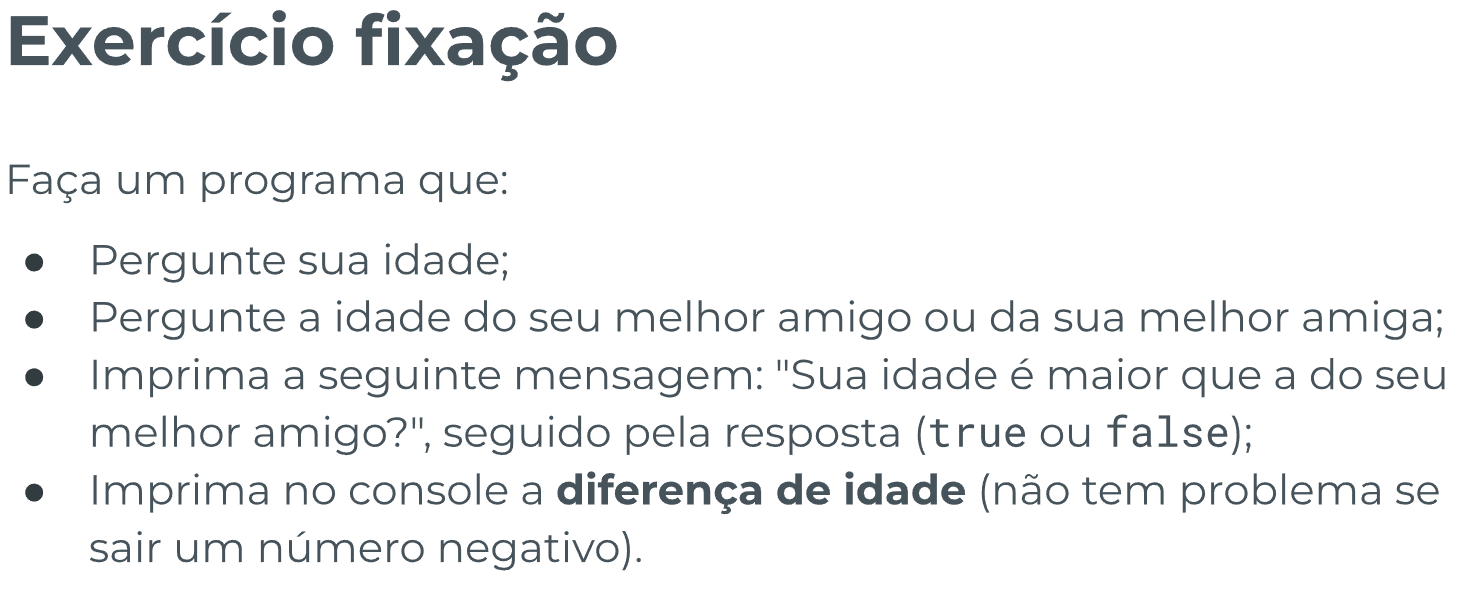 Exercício fixação
Faça um programa que:
● Pergunte sua idade;
● Pergunte a idade do seu melhor amigo ou da sua melhor amiga;
● Imprima a seguinte mensagem: "Sua idade é maior que a do seu
melhor amigo?", seguido pela resposta (true ou false);
● Imprima no console a diferença de idade (não tem problema se
sair um número negativo).